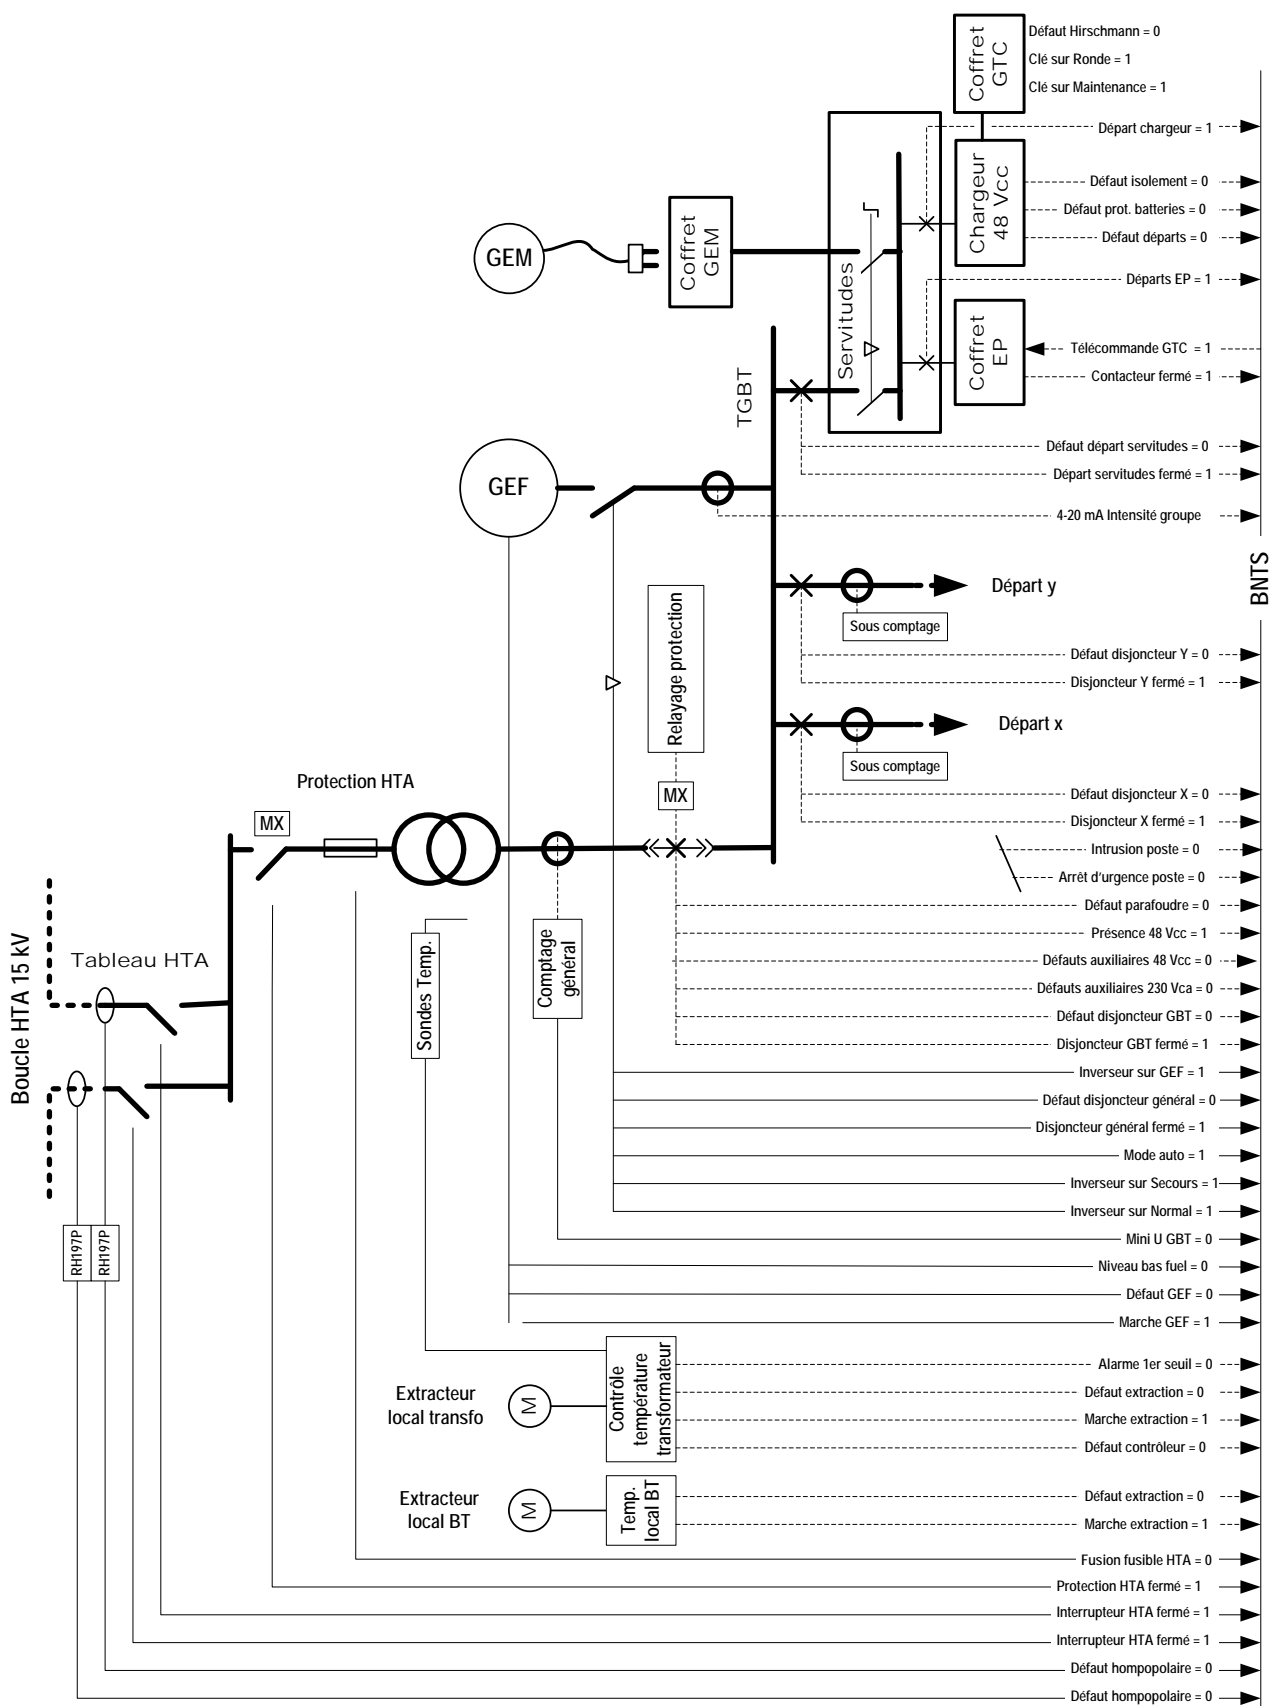 Défaut Hirschmann = 0
Clé sur Ronde = 1
Clé sur Maintenance = 1
Coffret
GTC
Départ chargeur = 1
Chargeur
48 Vcc
Défaut isolement = 0
Défaut prot. batteries = 0
Défaut départs = 0
GEM
Coffret
GEM
Servitudes
Départs EP = 1
Coffret
EP
Télécommande GTC = 1
Contacteur fermé = 1
TGBT
Défaut départ servitudes = 0
Départ servitudes fermé = 1
GEF
4-20 mA Intensité groupe
BNTS
Départ y
Sous comptage
Relayage protection
Défaut disjoncteur Y = 0
Disjoncteur Y fermé = 1
Départ x
Sous comptage
Protection HTA
MX
MX
Défaut disjoncteur X = 0
Disjoncteur X fermé = 1
Intrusion poste = 0
Arrêt d'urgence poste = 0
Défaut parafoudre = 0
Présence 48 Vcc = 1
Défauts auxiliaires 48 Vcc = 0
Défauts auxiliaires 230 Vca = 0
Défaut disjoncteur GBT = 0
Disjoncteur GBT fermé = 1
Boucle HTA 15 kV
Tableau HTA
Sondes Temp.
Comptage
général
Inverseur sur GEF = 1
Défaut disjoncteur général = 0
Disjoncteur général fermé = 1
Mode auto = 1
Inverseur sur Secours = 1
Inverseur sur Normal = 1
RH197P
RH197P
Mini U GBT = 0
Niveau bas fuel = 0
Défaut GEF = 0
Marche GEF = 1
Extracteur
local transfo
M
Contrôle
température
transformateur
Alarme 1er seuil = 0
Défaut extraction = 0
Marche extraction = 1
Défaut contrôleur = 0
Extracteur
local BT
M
Temp.
local BT
Défaut extraction = 0
Marche extraction = 1
Fusion fusible HTA = 0
Protection HTA fermé = 1
Interrupteur HTA fermé = 1
Interrupteur HTA fermé = 1
Défaut hompopolaire = 0
Défaut hompopolaire = 0